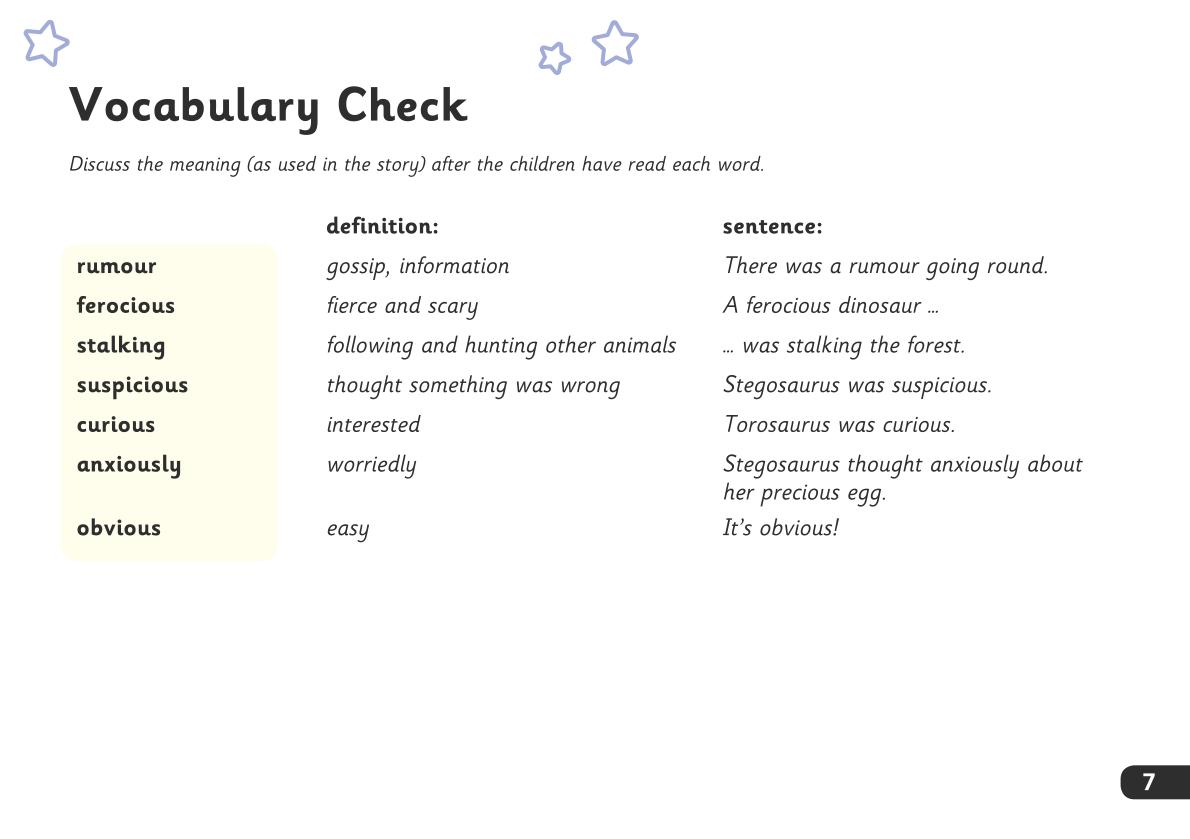 Vocabulary Check
Discuss the meaning (as used in the story) after the children have read each word.
definition: sentence:
rumour gossip, information There was a rumour going round.
ferocious fierce and scary A ferocious dinosaur …
stalking following and hunting other animals … was stalking the forest.
suspicious thought something was wrong Stegosaurus was suspicious.
curious interested Torosaurus was curious.
anxiously worriedly Stegosaurus thought anxiously about
her precious egg.
obvious easy It’s obvious!
7